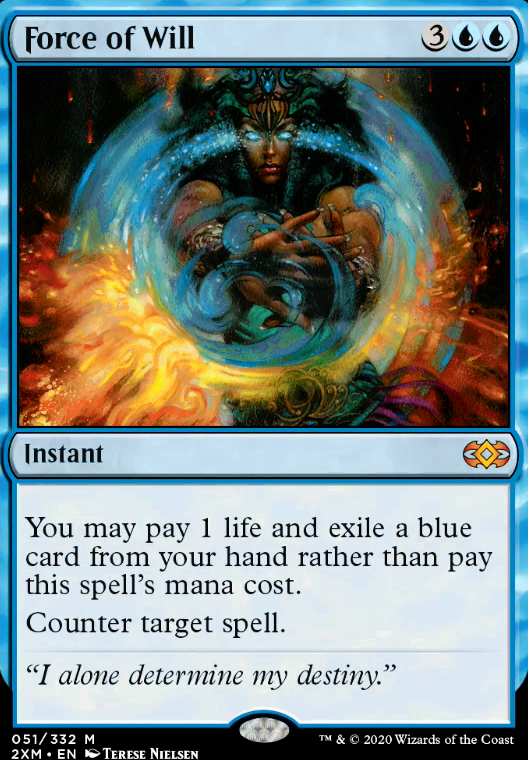 Force of Will 3
Instant
You may pay 1 life and exile a blue
card from your hand rather than pay
this spell's mana cost.
Counter target spell.
"I alone determine my destiny."
051/332 M
™ & © 2020 Wizards of the Coast
2XM • EN Terese Nielsen